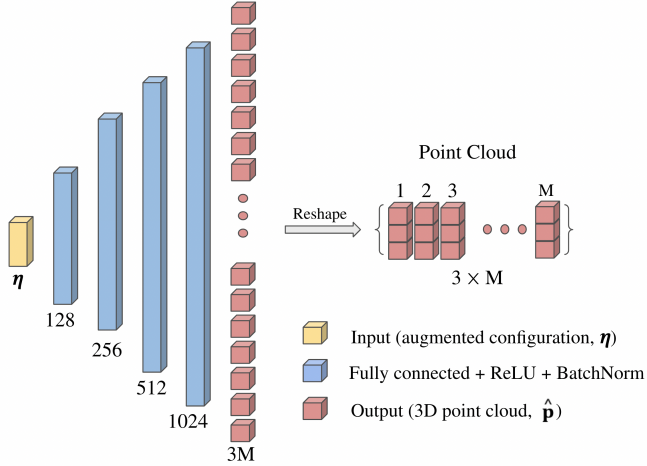 Point Cloud
1 2 3 M
Reshape
3 × M
η
128
256
512
1024
3M
Input (augmented configuration, η)
Fully connected + ReLU + BatchNorm
Output (3D point cloud, p̂)